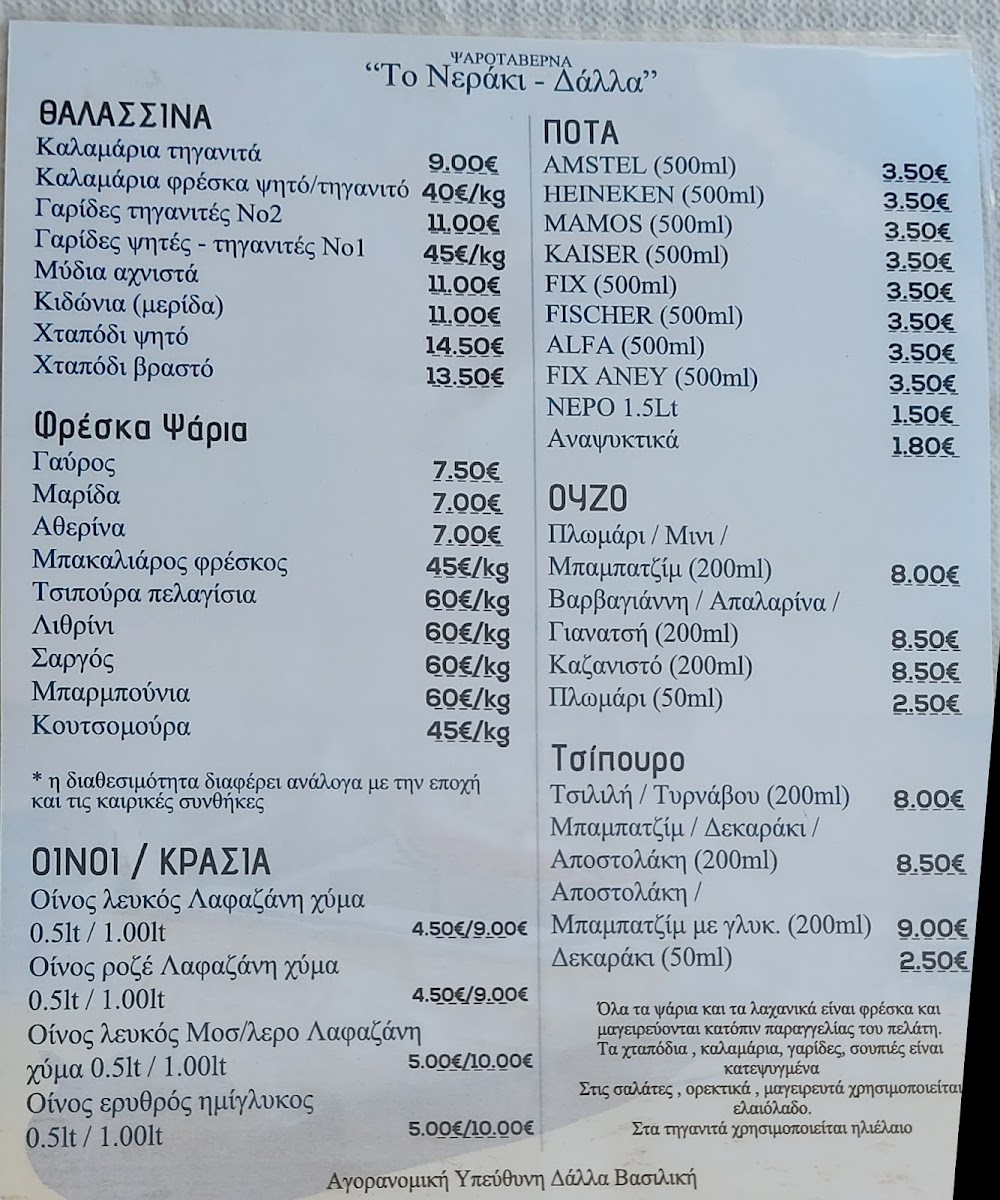 ΨΑΡΟΤΑΒΕΡΝΑ
“Το Νεράκι - Δάλλα”
ΘΑΛΑΣΣΙΝΑ
Καλαμάρια τηγανιτά 9.00€
Καλαμάρια φρέσκα ψητό/τηγανιτό 40€/kg
Γαρίδες τηγανιτές Νο2 11.00€
Γαρίδες ψητές - τηγανιτές Νο1 45€/kg
Μύδια αχνιστά 11.00€
Κιδώνια (μερίδα) 11.00€
Χταπόδι ψητό 14.50€
Χταπόδι βραστό 13.50€
Φρέσκα Ψάρια
Γαύρος 7.50€
Μαρίδα 7.00€
Αθερίνα 7.00€
Μπακαλιάρος φρέσκος 45€/kg
Τσιπούρα πελαγίσια 60€/kg
Λιθρίνι 60€/kg
Σαργός 60€/kg
Μπαρμπούνια 60€/kg
Κουτσομούρα 45€/kg
* η διαθεσιμότητα διαφέρει ανάλογα με την εποχή
και τις καιρικές συνθήκες
ΟΙΝΟΙ / ΚΡΑΣΙΑ
Οίνος λευκός Λαφαζάνη χύμα
0.5lt / 1.00lt 4.50€/9.00€
Οίνος ροζέ Λαφαζάνη χύμα
0.5lt / 1.00lt 4.50€/9.00€
Οίνος λευκός Μοσ/λερο Λαφαζάνη
χύμα 0.5lt / 1.00lt 5.00€/10.00€
Οίνος ερυθρός ημίγλυκος
0.5lt / 1.00lt 5.00€/10.00€
ΠΟΤΑ
AMSTEL (500ml) 3.50€
HEINEKEN (500ml) 3.50€
MAMOS (500ml) 3.50€
KAISER (500ml) 3.50€
FIX (500ml) 3.50€
FISCHER (500ml) 3.50€
ALFA (500ml) 3.50€
FIX ANEY (500ml) 3.50€
ΝΕΡΟ 1.5Lt 1.50€
Αναψυκτικά 1.80€
ΟΥΖΟ
Πλωμάρι / Μινι /
Μπαμπατζίμ (200ml) 8.00€
Βαρβαγιάννη / Απαλαρίνα /
Γιανατσή (200ml) 8.50€
Καζανιστό (200ml) 8.50€
Πλωμάρι (50ml) 2.50€
Τσίπουρο
Τσιλιλή / Τυρνάβου (200ml) 8.00€
Μπαμπατζίμ / Δεκαράκι /
Αποστολάκη (200ml) 8.50€
Αποστολάκη /
Μπαμπατζίμ με γλυκ. (200ml) 9.00€
Δεκαράκι (50ml) 2.50€
Όλα τα ψάρια και τα λαχανικά είναι φρέσκα και
μαγειρεύονται κατόπιν παραγγελίας του πελάτη.
Τα χταπόδια , καλαμάρια, γαρίδες, σουπιές είναι
κατεψυγμένα
Στις σαλάτες , ορεκτικά , μαγειρευτά χρησιμοποιείται
ελαιόλαδο.
Στα τηγανιτά χρησιμοποιείται ηλιέλαιο
Αγορανομική Υπεύθυνη Δάλλα Βασιλική